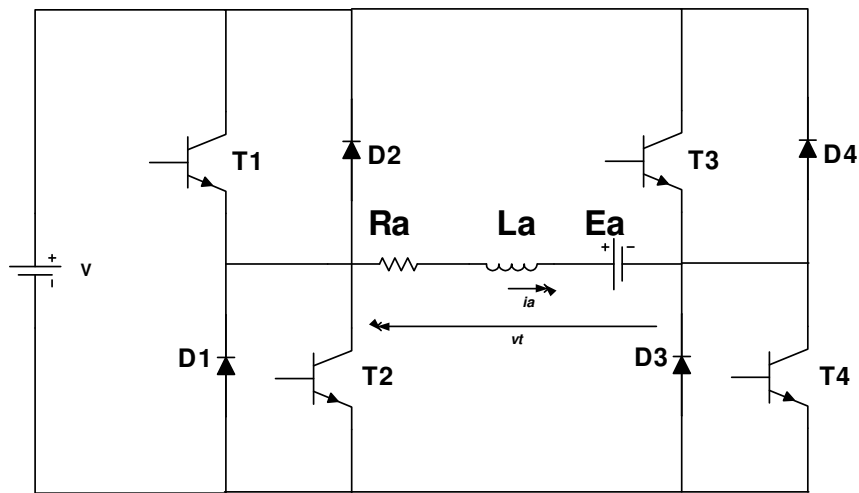 T1
D2
T3
D4
Ra
La
Ea
+
−
+
V
-
ia
vt
D1
T2
D3
T4